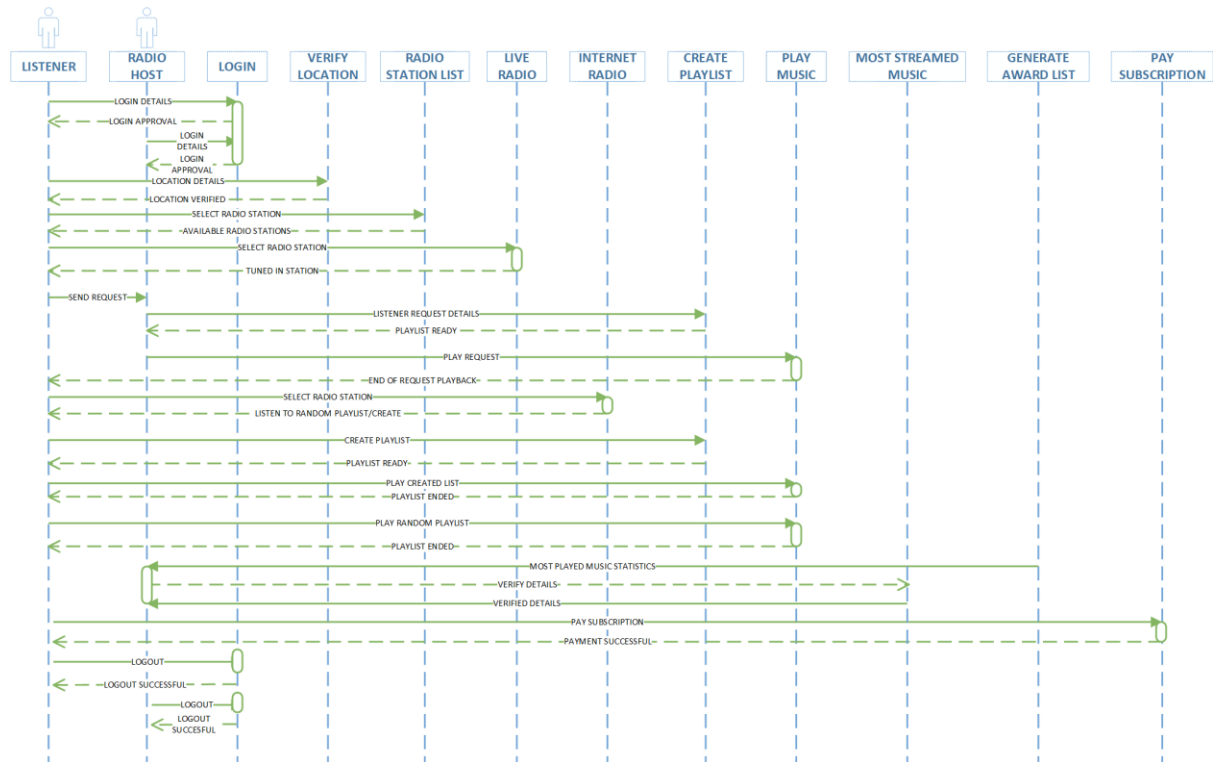 LISTENER
RADIO
HOST
LOGIN
VERIFY
LOCATION
RADIO
STATION LIST
LIVE
RADIO
INTERNET
RADIO
CREATE
PLAYLIST
PLAY
MUSIC
MOST STREAMED
MUSIC
GENERATE
AWARD LIST
PAY
SUBSCRIPTION
LOGIN DETAILS
LOGIN APPROVAL
LOGIN
DETAILS
LOGIN
APPROVAL
LOCATION DETAILS
LOCATION VERIFIED
SELECT RADIO STATION
AVAILABLE RADIO STATIONS
SELECT RADIO STATION
TUNED IN STATION
SEND REQUEST
LISTENER REQUEST DETAILS
PLAYLIST READY
PLAY REQUEST
END OF REQUEST PLAYBACK
SELECT RADIO STATION
LISTEN TO RANDOM PLAYLIST/CREATE
CREATE PLAYLIST
PLAYLIST READY
PLAY CREATED LIST
PLAYLIST ENDED
PLAY RANDOM PLAYLIST
PLAYLIST ENDED
MOST PLAYED MUSIC STATISTICS
VERIFY DETAILS
VERIFIED DETAILS
PAY SUBSCRIPTION
PAYMENT SUCCESSFUL
LOGOUT
LOGOUT SUCCESSFUL
LOGOUT
LOGOUT
SUCCESFUL